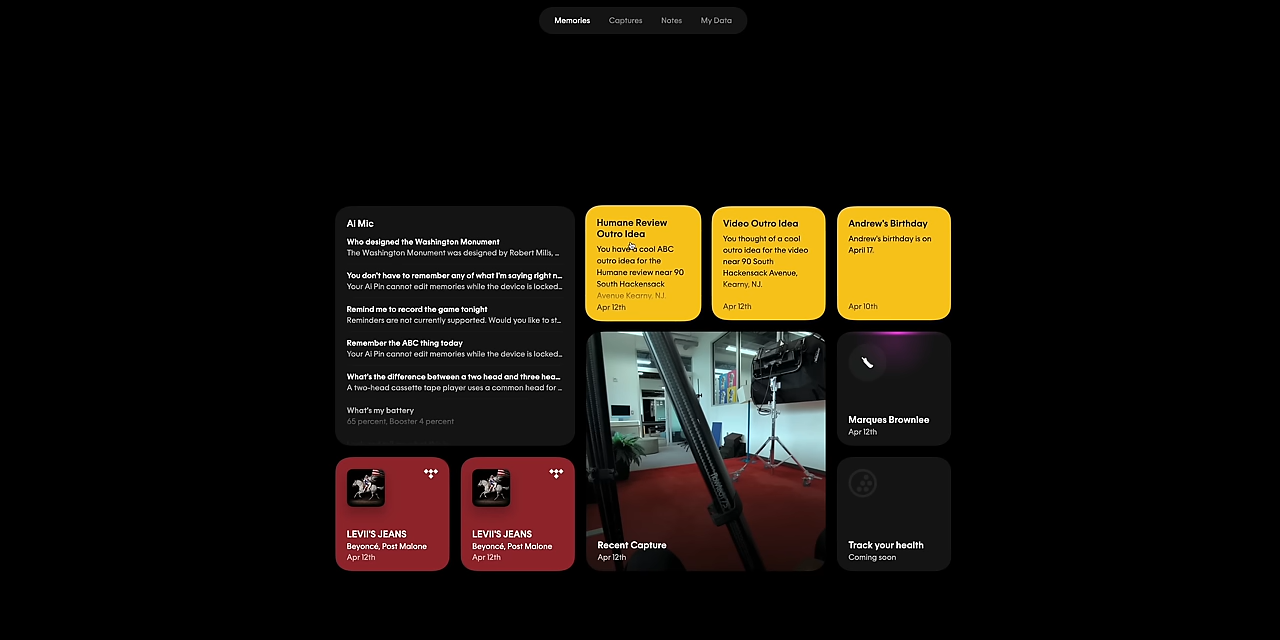 Memories
Captures
Notes
My Data
Ai Mic
Who designed the Washington Monument
The Washington Monument was designed by Robert Mills, ...
You don't have to remember any of what I'm saying right n...
Your Ai Pin cannot edit memories while the device is locked...
Remind me to record the game tonight
Reminders are not currently supported. Would you like to st...
Remember the ABC thing today
Your Ai Pin cannot edit memories while the device is locked...
What's the difference between a two head and three hea...
A two-head cassette tape player uses a common head for ...
What's my battery
65 percent, Booster 4 percent
Humane Review
Outro Idea
You have a cool ABC
outro idea for the
Humane review near 90
South Hackensack
Avenue Kearny, NJ.
Apr 12th
Video Outro Idea
You thought of a cool
outro idea for the video
near 90 South
Hackensack Avenue,
Kearny, NJ.
Apr 12th
Andrew's Birthday
Andrew's birthday is on
April 17.
Apr 10th
Recent Capture
Apr 12th
Marques Brownlee
Apr 12th
LEVII'S JEANS
Beyoncé, Post Malone
Apr 12th
LEVII'S JEANS
Beyoncé, Post Malone
Apr 12th
Track your health
Coming soon